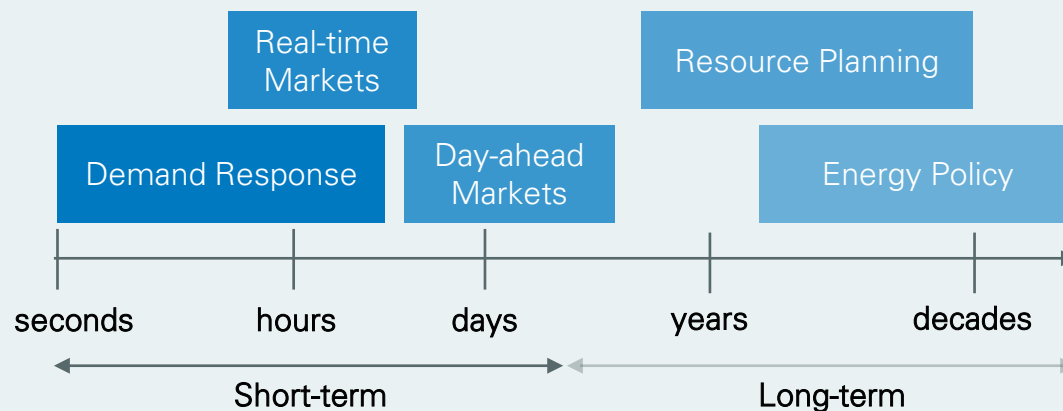 Real-time
Markets
Resource Planning
Demand Response
Day-ahead
Markets
Energy Policy
seconds
hours
days
years
decades
Short-term
Long-term